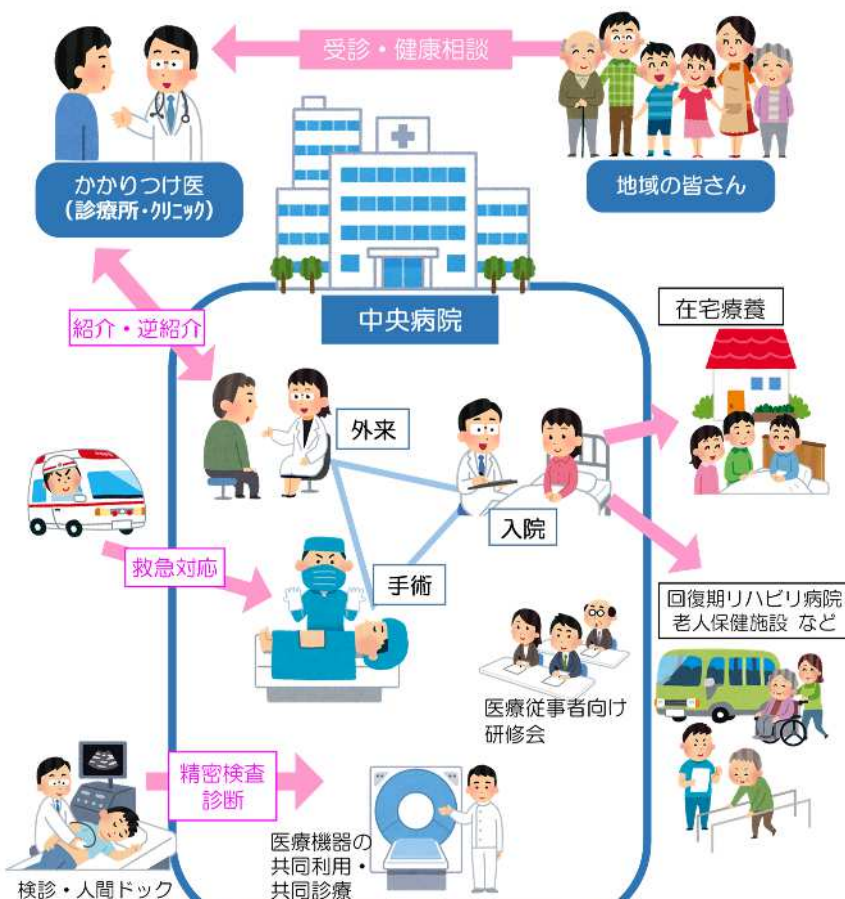 受診・健康相談
かかりつけ医
（診療所・クリニック）
地域の皆さん
中央病院
紹介・逆紹介
在宅療養
外来
入院
救急対応
手術
回復期リハビリ病院
老人保健施設 など
医療従事者向け
研修会
精密検査
診断
医療機器の
共同利用・
共同診療
検診・人間ドック